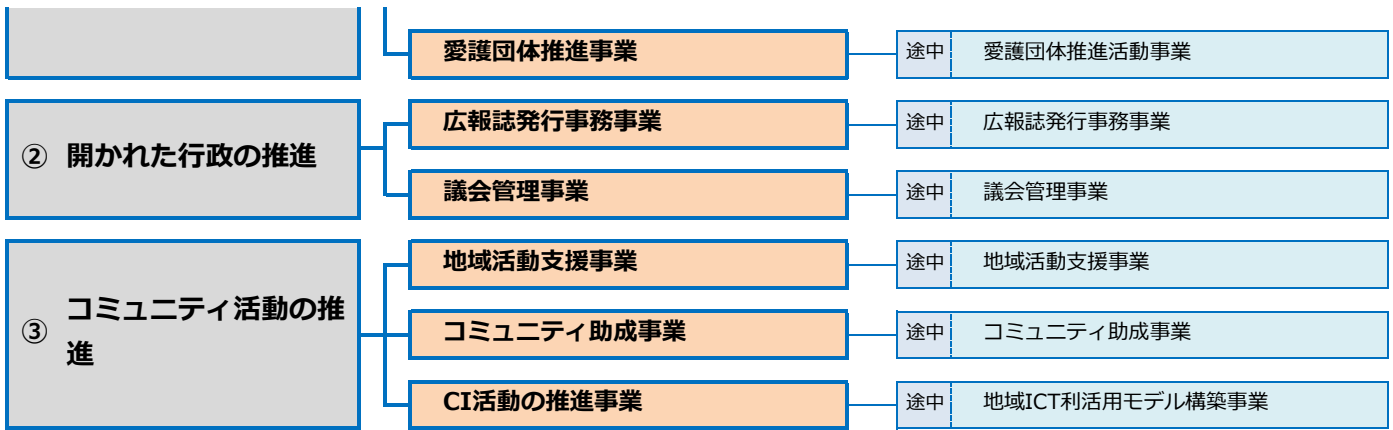 愛護団体推進事業 途中 愛護団体推進活動事業
② 開かれた行政の推進
広報誌発行事務事業 途中 広報誌発行事務事業
議会管理事業 途中 議会管理事業
③ コミュニティ活動の推
進
地域活動支援事業 途中 地域活動支援事業
コミュニティ助成事業 途中 コミュニティ助成事業
CI活動の推進事業 途中 地域ICT利活用モデル構築事業